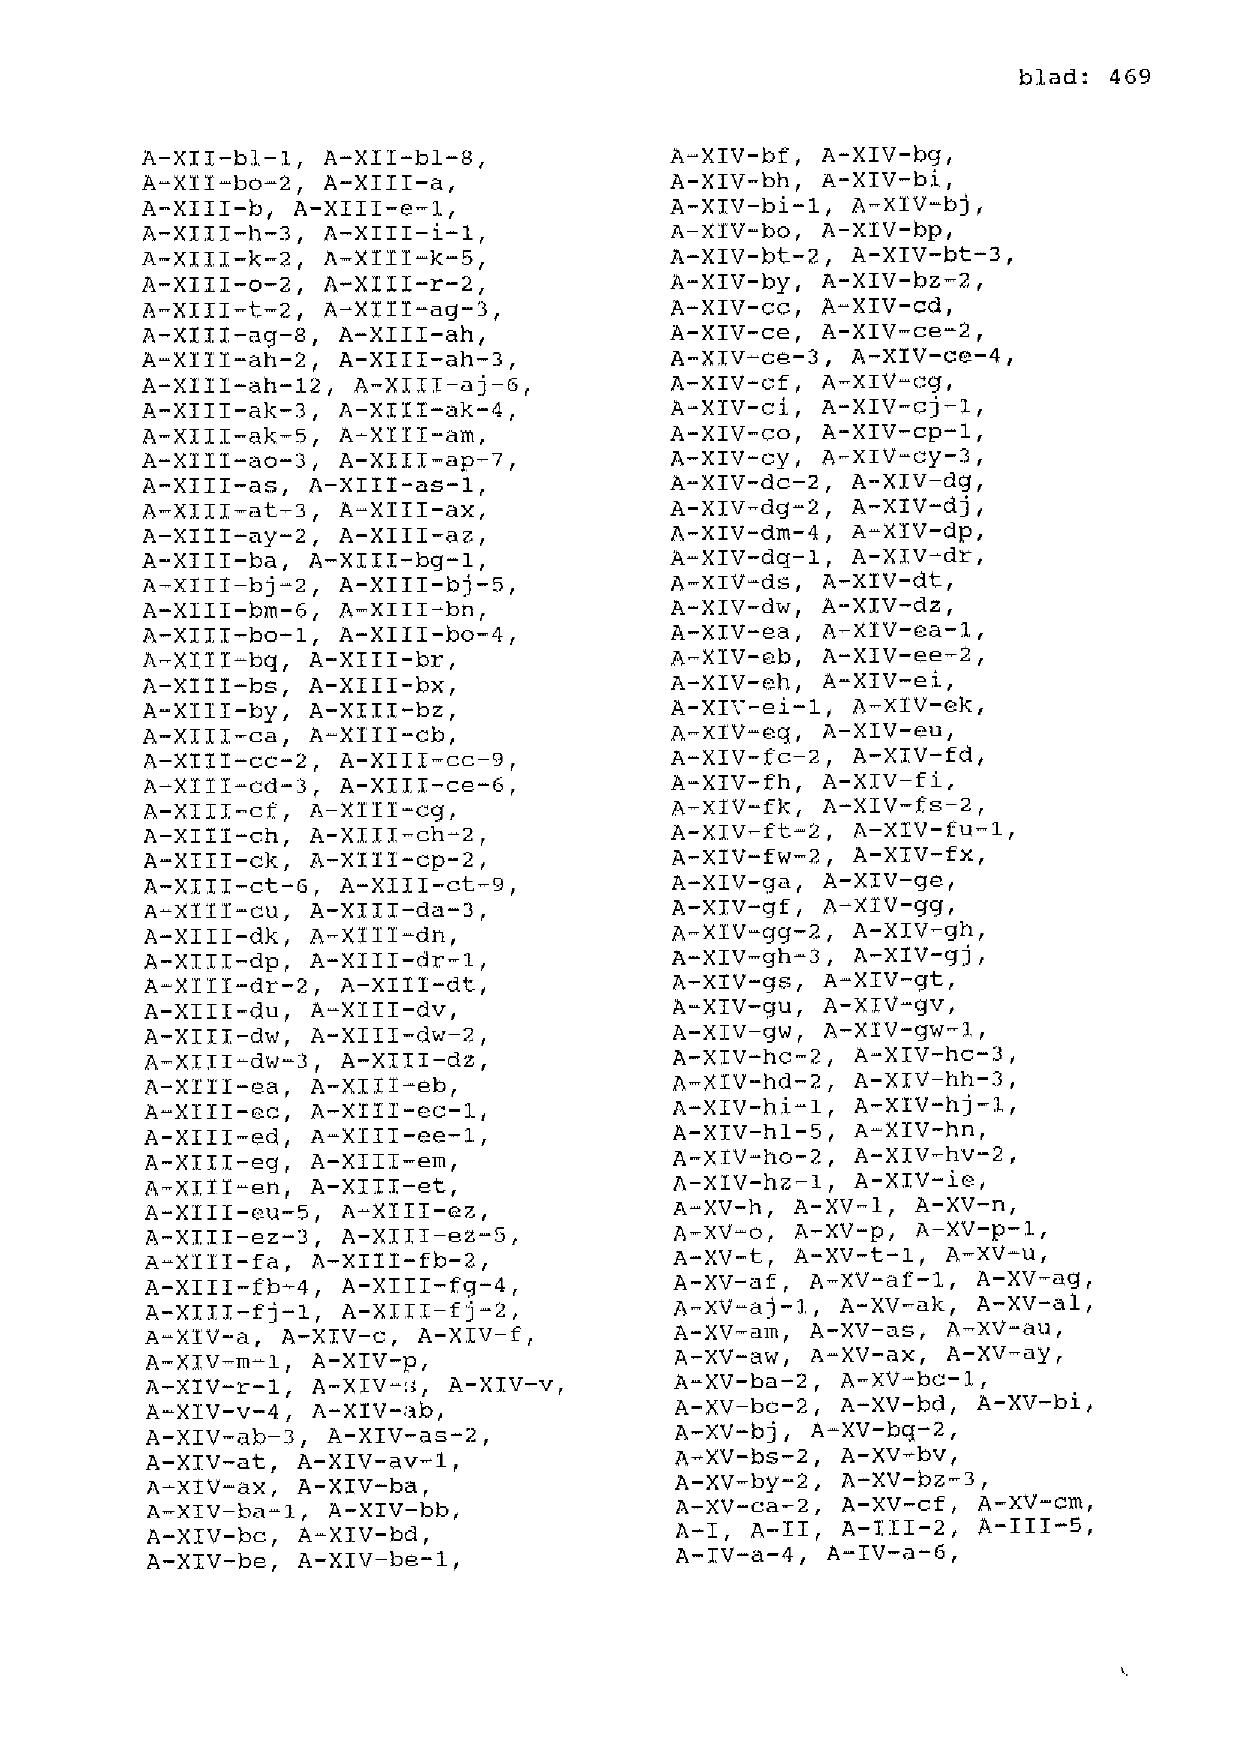 blad: 469
A-XII-bl-1, A-XII-bl-8,
A-XII-bo-2, A-XIII-a,
A-XIII-b, A-XIII-e-1,
A-XIII-h-3, A-XIII-i-1,
A-XIII-k-2, A-XIII-k-5,
A-XIII-o-2, A-XIII-r-2,
A-XIII-t-2, A-XIII-ag-3,
A-XIII-ag-8, A-XIII-ah,
A-XIII-ah-2, A-XIII-ah-3,
A-XIII-ah-12, A-XIII-aj-6,
A-XIII-ak-3, A-XIII-ak-4,
A-XIII-ak-5, A-XIII-am,
A-XIII-ao-3, A-XIII-ap-7,
A-XIII-as, A-XIII-as-1,
A-XIII-at-3, A-XIII-ax,
A-XIII-ay-2, A-XIII-az,
A-XIII-ba, A-XIII-bg-1,
A-XIII-bj-2, A-XIII-bj-5,
A-XIII-bm-6, A-XIII-bn,
A-XIII-bo-1, A-XIII-bo-4,
A-XIII-bq, A-XIII-br,
A-XIII-bs, A-XIII-bx,
A-XIII-by, A-XIII-bz,
A-XIII-ca, A-XIII-cb,
A-XIII-cc-2, A-XIII-cc-9,
A-XIII-cd-3, A-XIII-ce-6,
A-XIII-cf, A-XIII-cg,
A-XIII-ch, A-XIII-ch-2,
A-XIII-ck, A-XIII-cp-2,
A-XIII-ct-6, A-XIII-ct-9,
A-XIII-cu, A-XIII-da-3,
A-XIII-dk, A-XIII-dn,
A-XIII-dp, A-XIII-dr-1,
A-XIII-dr-2, A-XIII-dt,
A-XIII-du, A-XIII-dv,
A-XIII-dw, A-XIII-dw-2,
A-XIII-dw-3, A-XIII-dz,
A-XIII-ea, A-XIII-eb,
A-XIII-ec, A-XIII-ec-1,
A-XIII-ed, A-XIII-ee-1,
A-XIII-eg, A-XIII-em,
A-XIII-en, A-XIII-et,
A-XIII-eu-5, A-XIII-ez,
A-XIII-ez-3, A-XIII-ez-5,
A-XIII-fa, A-XIII-fb-2,
A-XIII-fb-4, A-XIII-fg-4,
A-XIII-fj-1, A-XIII-fj-2,
A-XIV-a, A-XIV-c, A-XIV-f,
A-XIV-m-1, A-XIV-p,
A-XIV-r-1, A-XIV-s, A-XIV-v,
A-XIV-v-4, A-XIV-ab,
A-XIV-ab-3, A-XIV-as-2,
A-XIV-at, A-XIV-av-1,
A-XIV-ax, A-XIV-ba,
A-XIV-ba-1, A-XIV-bb,
A-XIV-bc, A-XIV-bd,
A-XIV-be, A-XIV-be-1,
A-XIV-bf, A-XIV-bg,
A-XIV-bh, A-XIV-bi,
A-XIV-bi-1, A-XIV-bj,
A-XIV-bo, A-XIV-bp,
A-XIV-bt-2, A-XIV-bt-3,
A-XIV-by, A-XIV-bz-2,
A-XIV-cc, A-XIV-cd,
A-XIV-ce, A-XIV-ce-2,
A-XIV-ce-3, A-XIV-ce-4,
A-XIV-cf, A-XIV-cg,
A-XIV-ci, A-XIV-cj-1,
A-XIV-co, A-XIV-cp-1,
A-XIV-cy, A-XIV-cy-3,
A-XIV-dc-2, A-XIV-dg,
A-XIV-dg-2, A-XIV-dj,
A-XIV-dm-4, A-XIV-dp,
A-XIV-dq-1, A-XIV-dr,
A-XIV-ds, A-XIV-dt,
A-XIV-dw, A-XIV-dz,
A-XIV-ea, A-XIV-ea-1,
A-XIV-eb, A-XIV-ee-2,
A-XIV-eh, A-XIV-ei,
A-XIV-ei-1, A-XIV-ek,
A-XIV-eq, A-XIV-eu,
A-XIV-fc-2, A-XIV-fd,
A-XIV-fh, A-XIV-fi,
A-XIV-fk, A-XIV-fs-2,
A-XIV-ft-2, A-XIV-fu-1,
A-XIV-fw-2, A-XIV-fx,
A-XIV-ga, A-XIV-ge,
A-XIV-gf, A-XIV-gg,
A-XIV-gg-2, A-XIV-gh,
A-XIV-gh-3, A-XIV-gj,
A-XIV-gs, A-XIV-gt,
A-XIV-gu, A-XIV-gv,
A-XIV-gw, A-XIV-gw-1,
A-XIV-hc-2, A-XIV-hc-3,
A-XIV-hd-2, A-XIV-hh-3,
A-XIV-hi-1, A-XIV-hj-1,
A-XIV-hl-5, A-XIV-hn,
A-XIV-ho-2, A-XIV-hv-2,
A-XIV-hz-1, A-XIV-ie,
A-XV-h, A-XV-l, A-XV-n,
A-XV-o, A-XV-p, A-XV-p-1,
A-XV-t, A-XV-t-1, A-XV-u,
A-XV-af, A-XV-af-1, A-XV-ag,
A-XV-aj-1, A-XV-ak, A-XV-al,
A-XV-am, A-XV-as, A-XV-au,
A-XV-aw, A-XV-ax, A-XV-ay,
A-XV-ba-2, A-XV-bc-1,
A-XV-bc-2, A-XV-bd, A-XV-bi,
A-XV-bj, A-XV-bq-2,
A-XV-bs-2, A-XV-bv,
A-XV-by-2, A-XV-bz-3,
A-XV-ca-2, A-XV-cf, A-XV-cm,
A-I, A-II, A-III-2, A-III-5,
A-IV-a-4, A-IV-a-6,